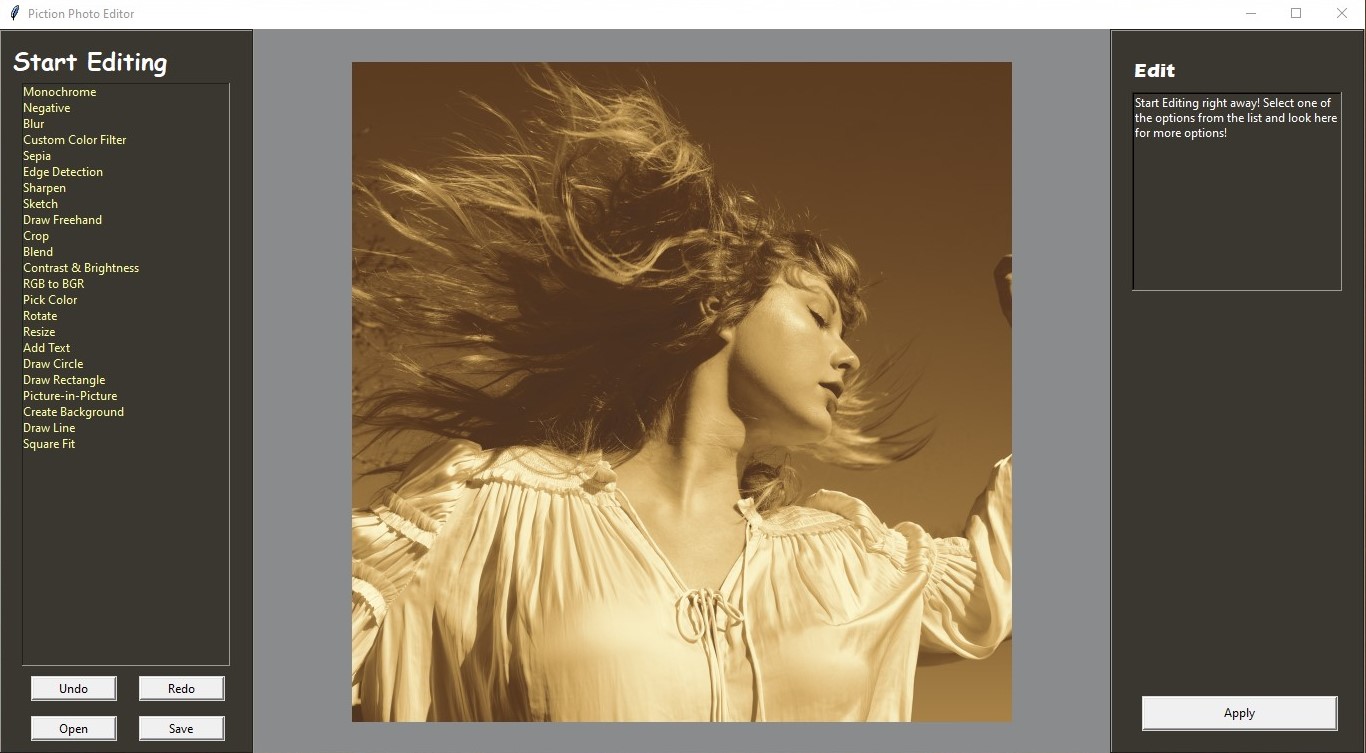 Piction Photo Editor
Start Editing
Monochrome
Negative
Blur
Custom Color Filter
Sepia
Edge Detection
Sharpen
Sketch
Draw Freehand
Crop
Blend
Contrast & Brightness
RGB to BGR
Pick Color
Rotate
Resize
Add Text
Draw Circle
Draw Rectangle
Picture-in-Picture
Create Background
Draw Line
Square Fit
Undo
Redo
Open
Save
Edit
Start Editing right away! Select one of
the options from the list and look here
for more options!
Apply